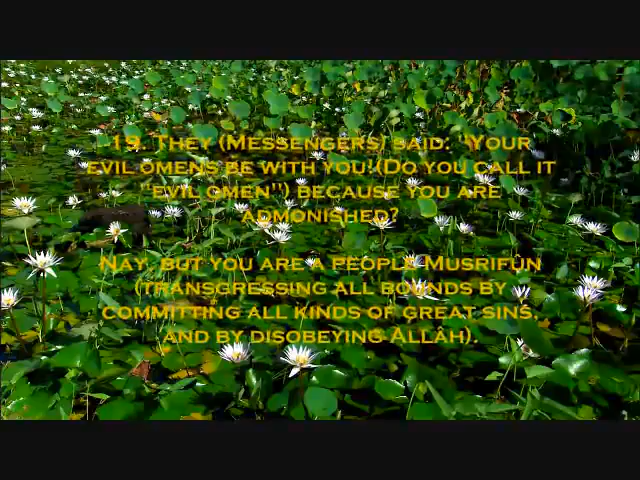 19. They (Messengers) said: "Your
evil omens be with you!(Do you call it
"evil omen") because you are
admonished?
Nay, but you are a people Musrifûn
(transgressing all bounds by
committing all kinds of great sins,
and by disobeying Allâh).